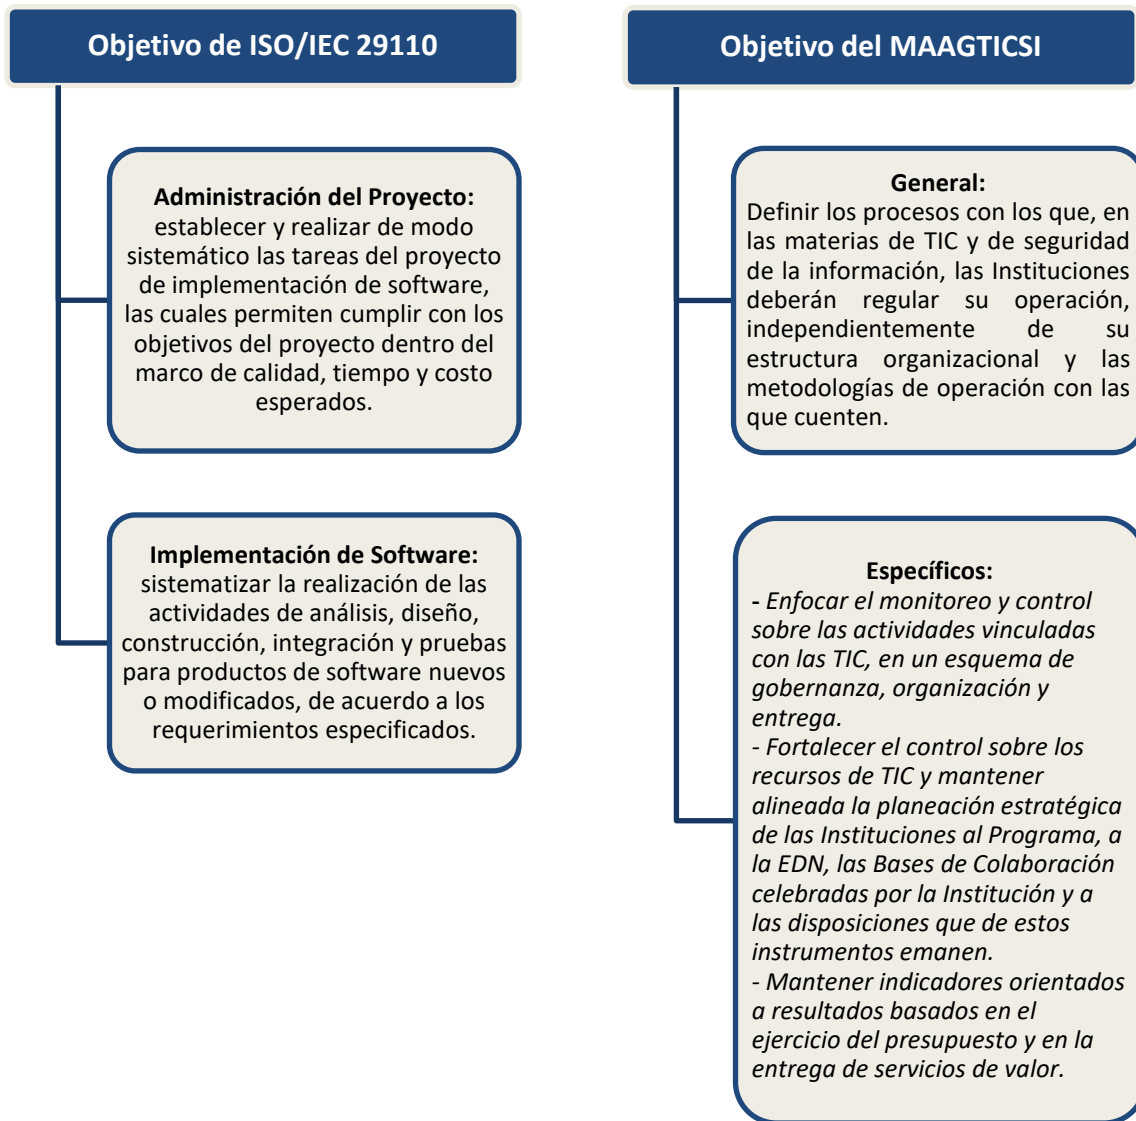 Objetivo de ISO/IEC 29110
Administración del Proyecto:
establecer y realizar de modo
sistemático las tareas del proyecto
de implementación de software,
las cuales permiten cumplir con los
objetivos del proyecto dentro del
marco de calidad, tiempo y costo
esperados.
Implementación de Software:
sistematizar la realización de las
actividades de análisis, diseño,
construcción, integración y pruebas
para productos de software nuevos
o modificados, de acuerdo a los
requerimientos especificados.
Objetivo del MAAGTICSI
General:
Definir los procesos con los que, en
las materias de TIC y de seguridad
de la información, las Instituciones
deberán regular su operación,
independientemente de su
estructura organizacional y las
metodologías de operación con las
que cuenten.
Específicos:
- Enfocar el monitoreo y control
sobre las actividades vinculadas
con las TIC, en un esquema de
gobernanza, organización y
entrega.
- Fortalecer el control sobre los
recursos de TIC y mantener
alineada la planeación estratégica
de las Instituciones al Programa, a
la EDN, las Bases de Colaboración
celebradas por la Institución y a
las disposiciones que de estos
instrumentos emanen.
- Mantener indicadores orientados
a resultados basados en el
ejercicio del presupuesto y en la
entrega de servicios de valor.